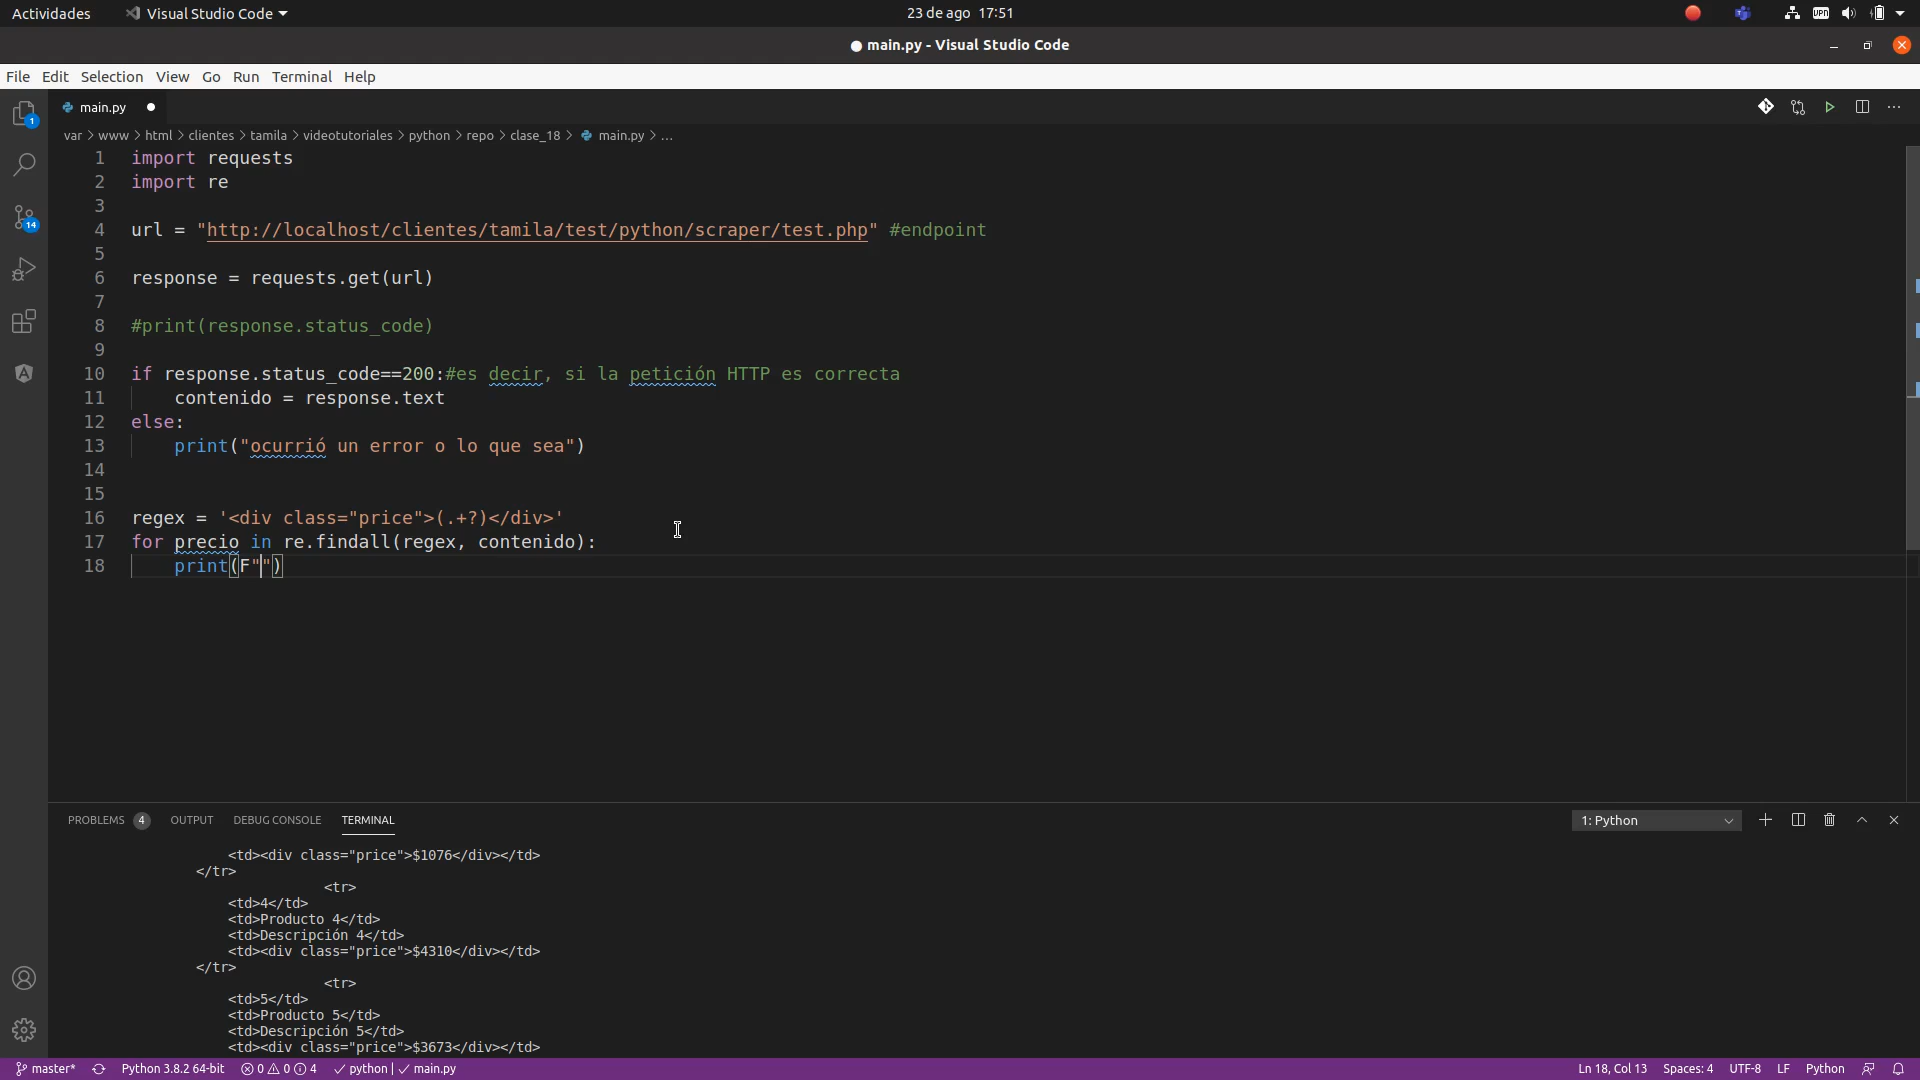 Actividades Visual Studio Code 23 de ago 17:51
main.py - Visual Studio Code
File Edit Selection View Go Run Terminal Help
main.py
var > www > html > clientes > tamila > videotutoriales > python > repo > clase_18 > main.py > ...
1 import requests
2 import re
3
4 url = "http://localhost/clientes/tamila/test/python/scraper/test.php" #endpoint
5
6 response = requests.get(url)
7
8 #print(response.status_code)
9
10 if response.status_code==200:#es decir, si la petición HTTP es correcta
11 contenido = response.text
12 else:
13 print("ocurrió un error o lo que sea")
14
15
16 regex = '<div class="price">(.+?)</div>'
17 for precio in re.findall(regex, contenido):
18 print(F"")
1
14
PROBLEMS 4 OUTPUT DEBUG CONSOLE TERMINAL 1: Python
<td><div class="price">$1076</div></td>
</tr>
<tr>
<td>4</td>
<td>Producto 4</td>
<td>Descripción 4</td>
<td><div class="price">$4310</div></td>
</tr>
<tr>
<td>5</td>
<td>Producto 5</td>
<td>Descripción 5</td>
<td><div class="price">$3673</div></td>
master* Python 3.8.2 64-bit 0 0 4 python | main.py Ln 18, Col 13 Spaces: 4 UTF-8 LF Python